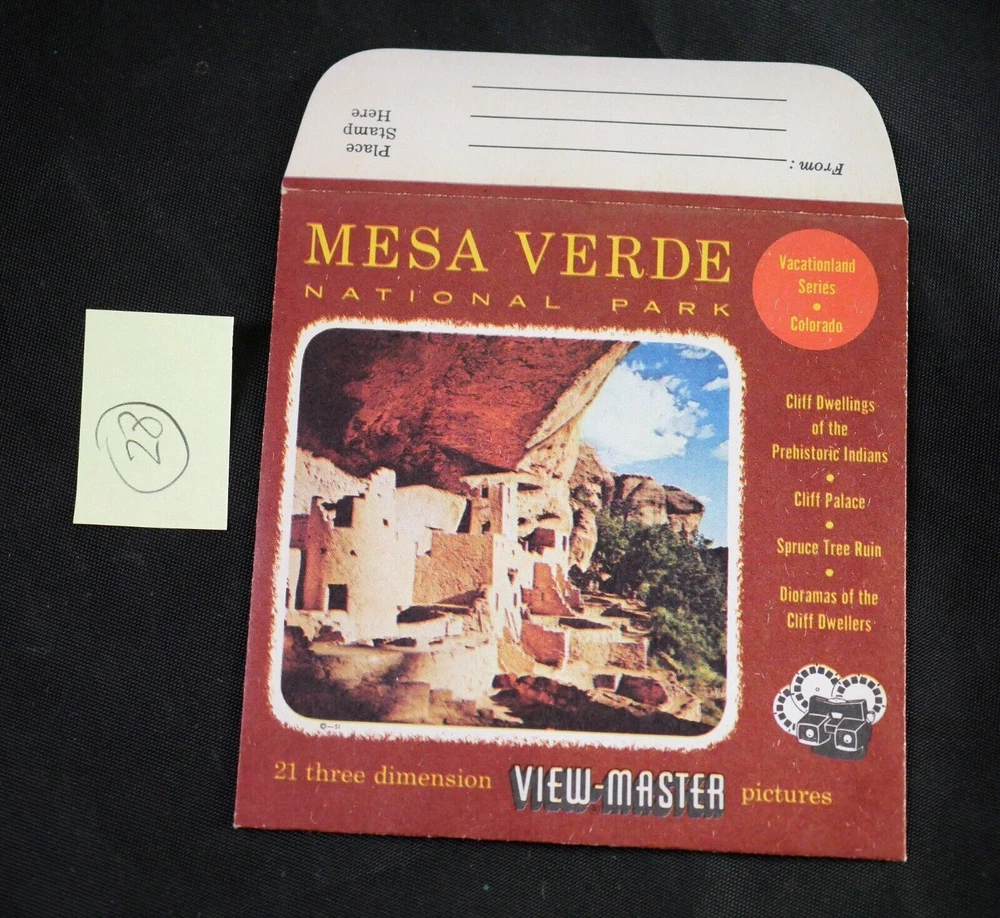 Place
Stamp
Here
From:
MESA VERDE
NATIONAL PARK
Vacationland
Series
•
Colorado
Cliff Dwellings
of the
Prehistoric Indians
•
Cliff Palace
•
Spruce Tree Ruin
•
Dioramas of the
Cliff Dwellers
21 three dimension VIEW-MASTER pictures